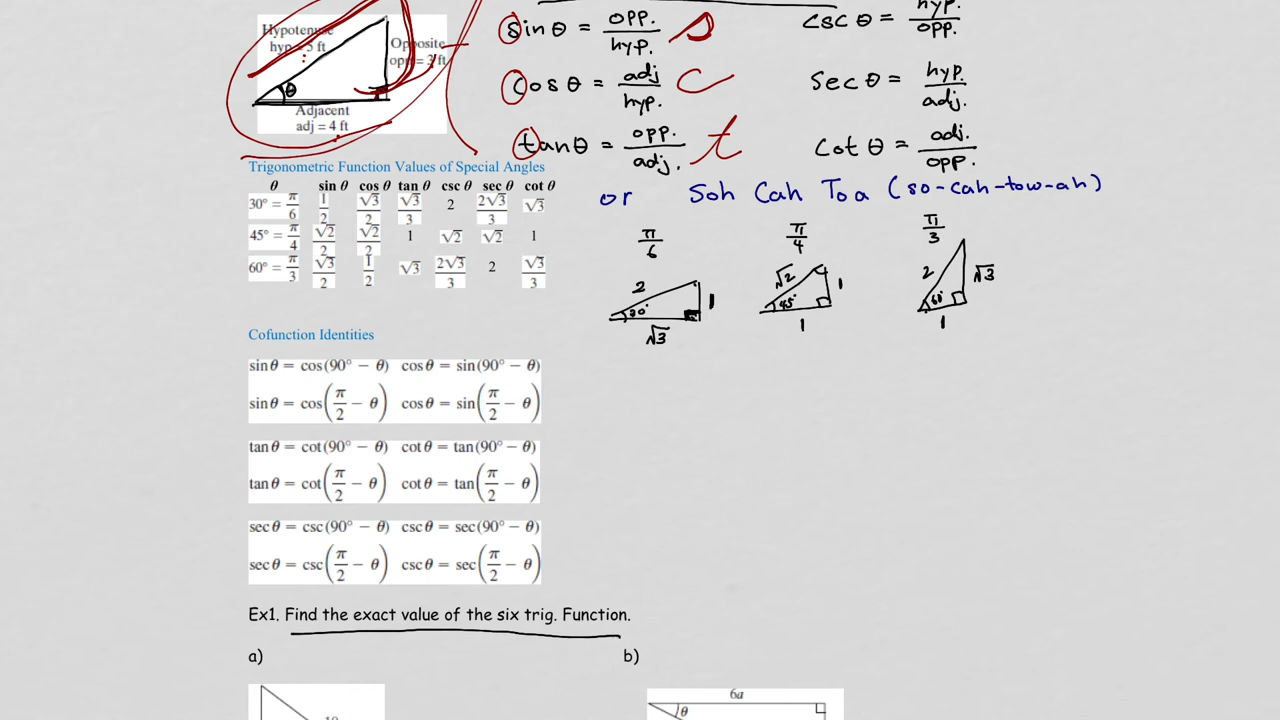 Hypotenuse
hyp = 5 ft
Opposite
opp = 3 ft
θ
Adjacent
adj = 4 ft
sin θ = opp. / hyp. s
cos θ = adj / hyp. c
tan θ = opp. / adj. t
csc θ = hyp. / opp.
sec θ = hyp. / adj.
cot θ = adj. / opp.
or Soh Cah Toa (so-cah-tow-ah)
Trigonometric Function Values of Special Angles
θ sin θ cos θ tan θ csc θ sec θ cot θ
30° = π/6 1/2 √3/2 √3/3 2 2√3/3 √3
45° = π/4 √2/2 √2/2 1 √2 √2 1
60° = π/3 √3/2 1/2 √3 2√3/3 2 √3/3
π/6
2 1
30°
√3
π/4
√2 1
45°
1
π/3
2 √3
60°
1
Cofunction Identities
sin θ = cos(90° − θ) cos θ = sin(90° − θ)
sin θ = cos(π/2 − θ) cos θ = sin(π/2 − θ)
tan θ = cot(90° − θ) cot θ = tan(90° − θ)
tan θ = cot(π/2 − θ) cot θ = tan(π/2 − θ)
sec θ = csc(90° − θ) csc θ = sec(90° − θ)
sec θ = csc(π/2 − θ) csc θ = sec(π/2 − θ)
Ex1. Find the exact value of the six trig. Function.
a) b)
6a
θ